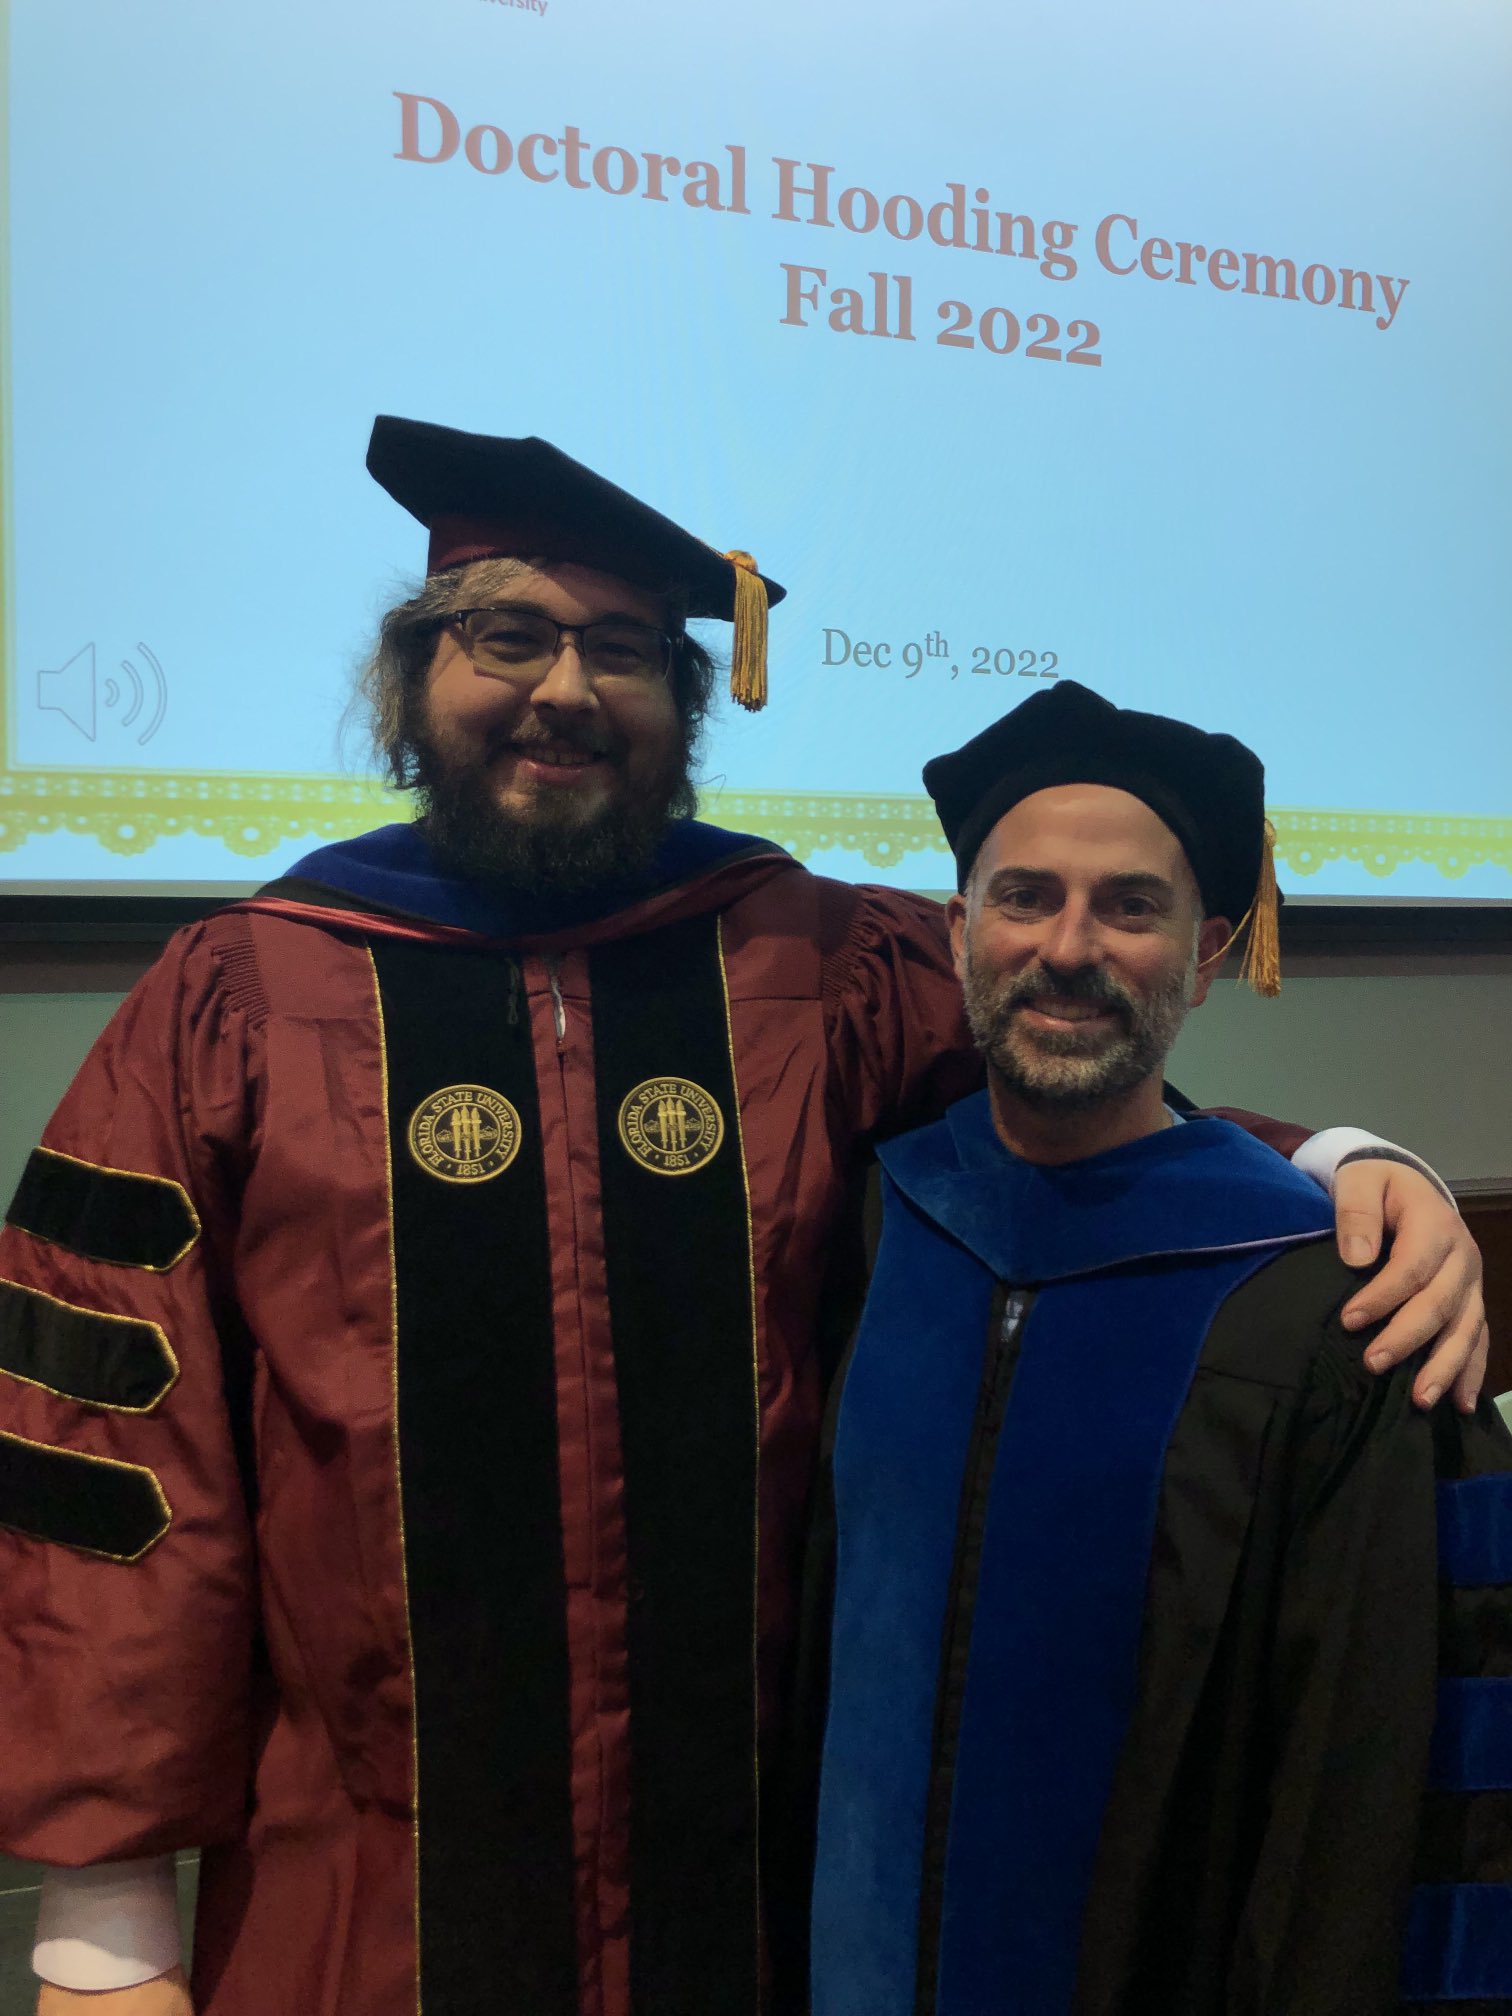 Doctoral Hooding Ceremony
Fall 2022
Dec 9th, 2022
FLORIDA STATE UNIVERSITY
1851
FLORIDA STATE UNIVERSITY
1851